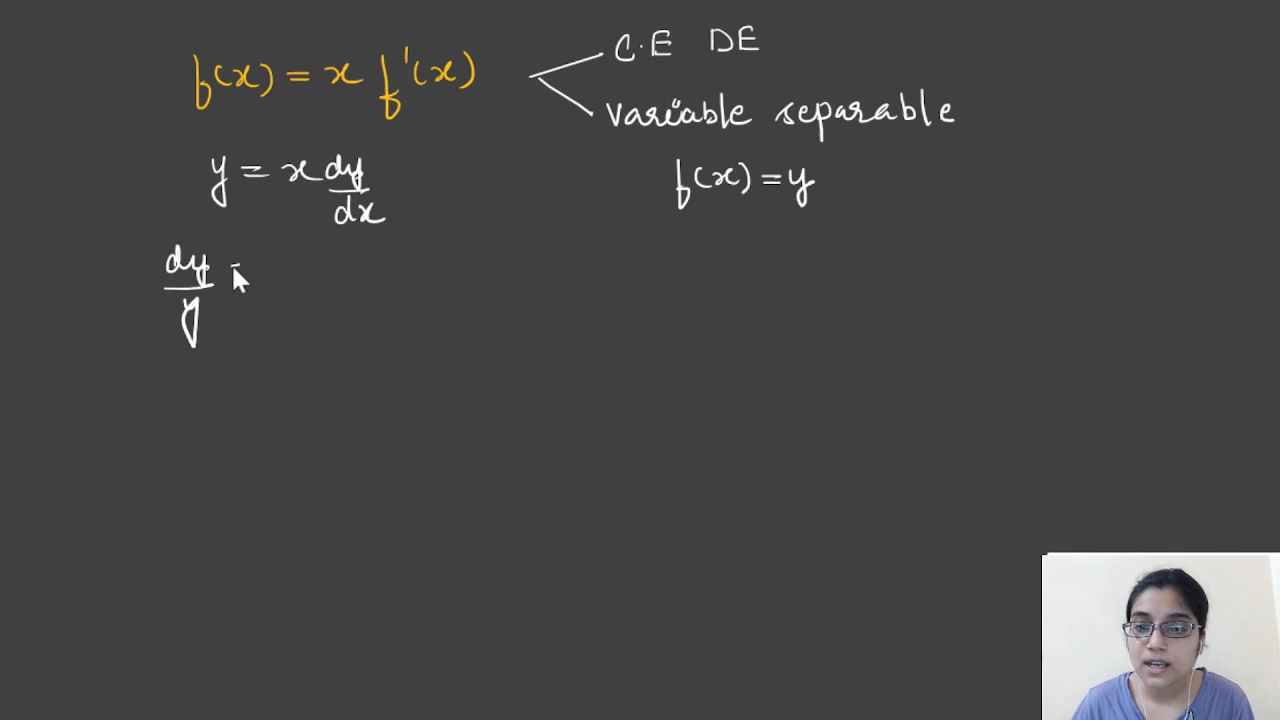 f(x) = x f'(x)
C.E DE
variable separable
y = x dy/dx
f(x) = y
dy/y =